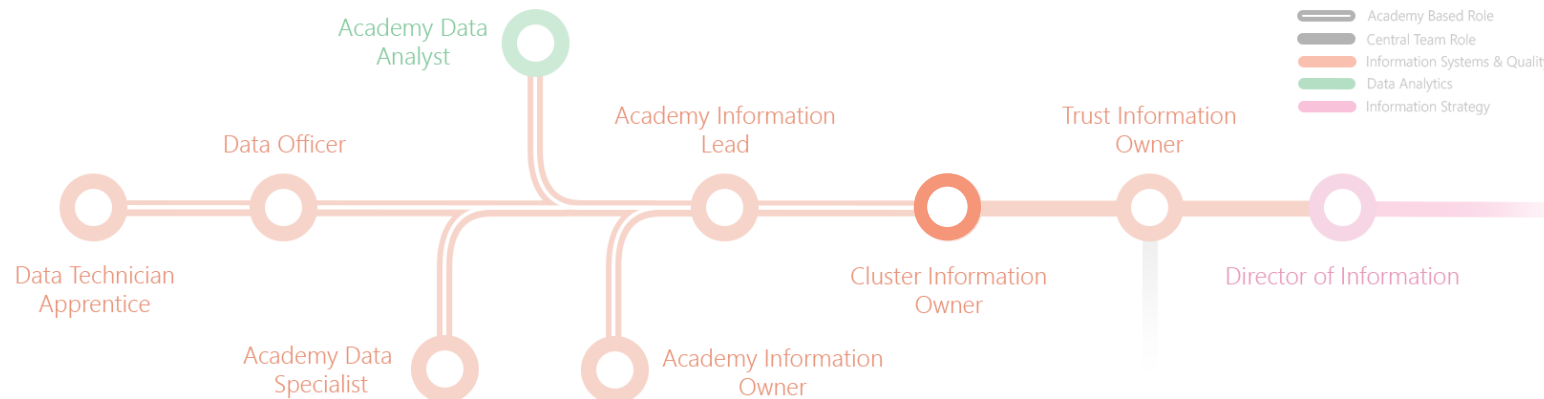 Academy Data
Analyst
Academy Based Role
Central Team Role
Information Systems & Quality
Data Analytics
Information Strategy
Data Officer
Academy Information
Lead
Trust Information
Owner
Data Technician
Apprentice
Cluster Information
Owner
Director of Information
Academy Data
Specialist
Academy Information
Owner